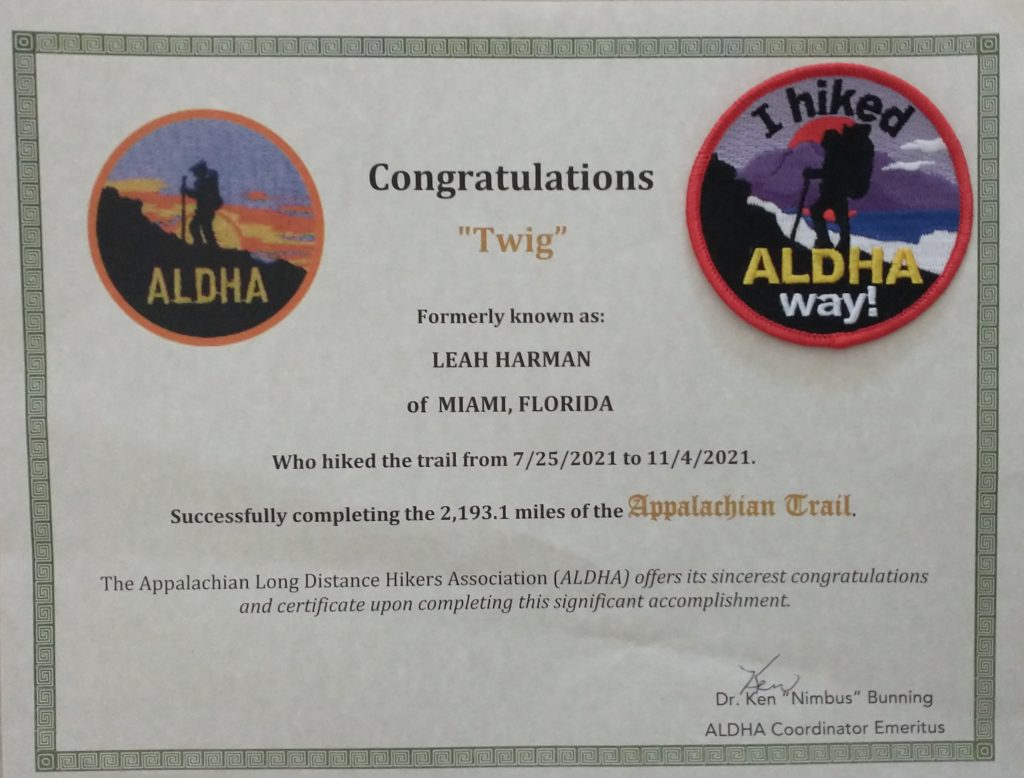 I hiked
ALDHA
way!
ALDHA
Congratulations
"Twig”
Formerly known as:
LEAH HARMAN
of MIAMI, FLORIDA
Who hiked the trail from 7/25/2021 to 11/4/2021.
Successfully completing the 2,193.1 miles of the Appalachian Trail.
The Appalachian Long Distance Hikers Association (ALDHA) offers its sincerest congratulations
and certificate upon completing this significant accomplishment.
Ken
Dr. Ken "Nimbus" Bunning
ALDHA Coordinator Emeritus